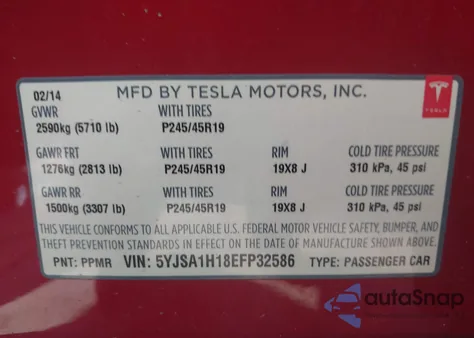 02/14 MFD BY TESLA MOTORS, INC.
TESLA
GVWR WITH TIRES
2590kg (5710 lb) P245/45R19
GAWR FRT WITH TIRES RIM COLD TIRE PRESSURE
1276kg (2813 lb) P245/45R19 19X8 J 310 kPa, 45 psi
GAWR RR WITH TIRES RIM COLD TIRE PRESSURE
1500kg (3307 lb) P245/45R19 19X8 J 310 kPa, 45 psi
THIS VEHICLE CONFORMS TO ALL APPLICABLE U.S. FEDERAL MOTOR VEHICLE SAFETY, BUMPER, AND
THEFT PREVENTION STANDARDS IN EFFECT ON THE DATE OF MANUFACTURE SHOWN ABOVE.
PNT: PPMR VIN: 5YJSA1H18EFP32586 TYPE: PASSENGER CAR
autoSnap